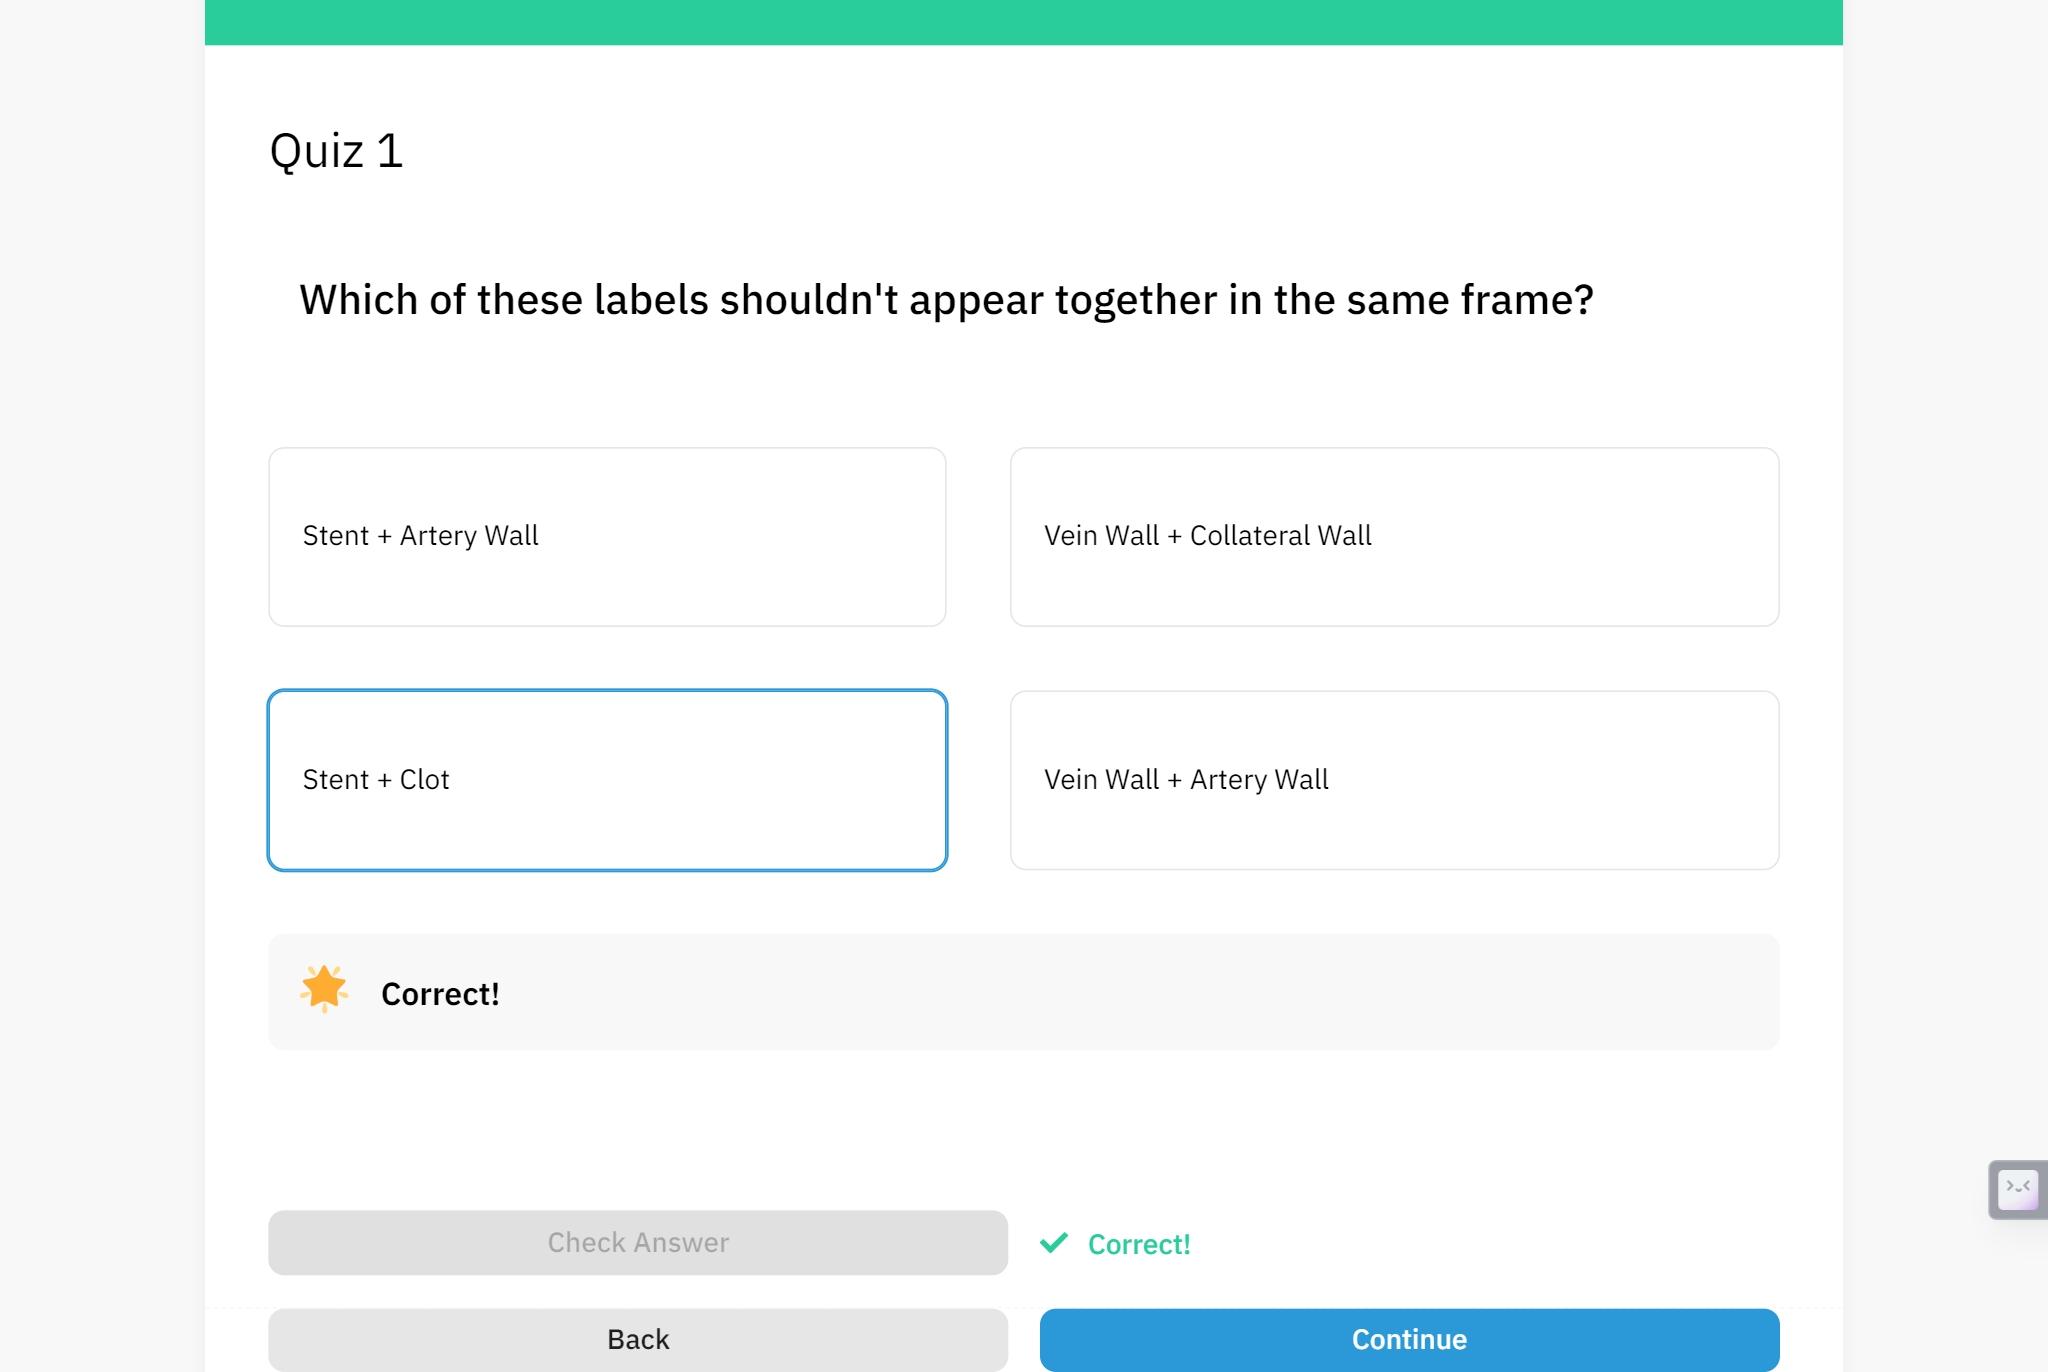 Quiz 1
Which of these labels shouldn't appear together in the same frame?
Stent + Artery Wall
Vein Wall + Collateral Wall
Stent + Clot
Vein Wall + Artery Wall
Correct!
Check Answer
Correct!
Back
Continue